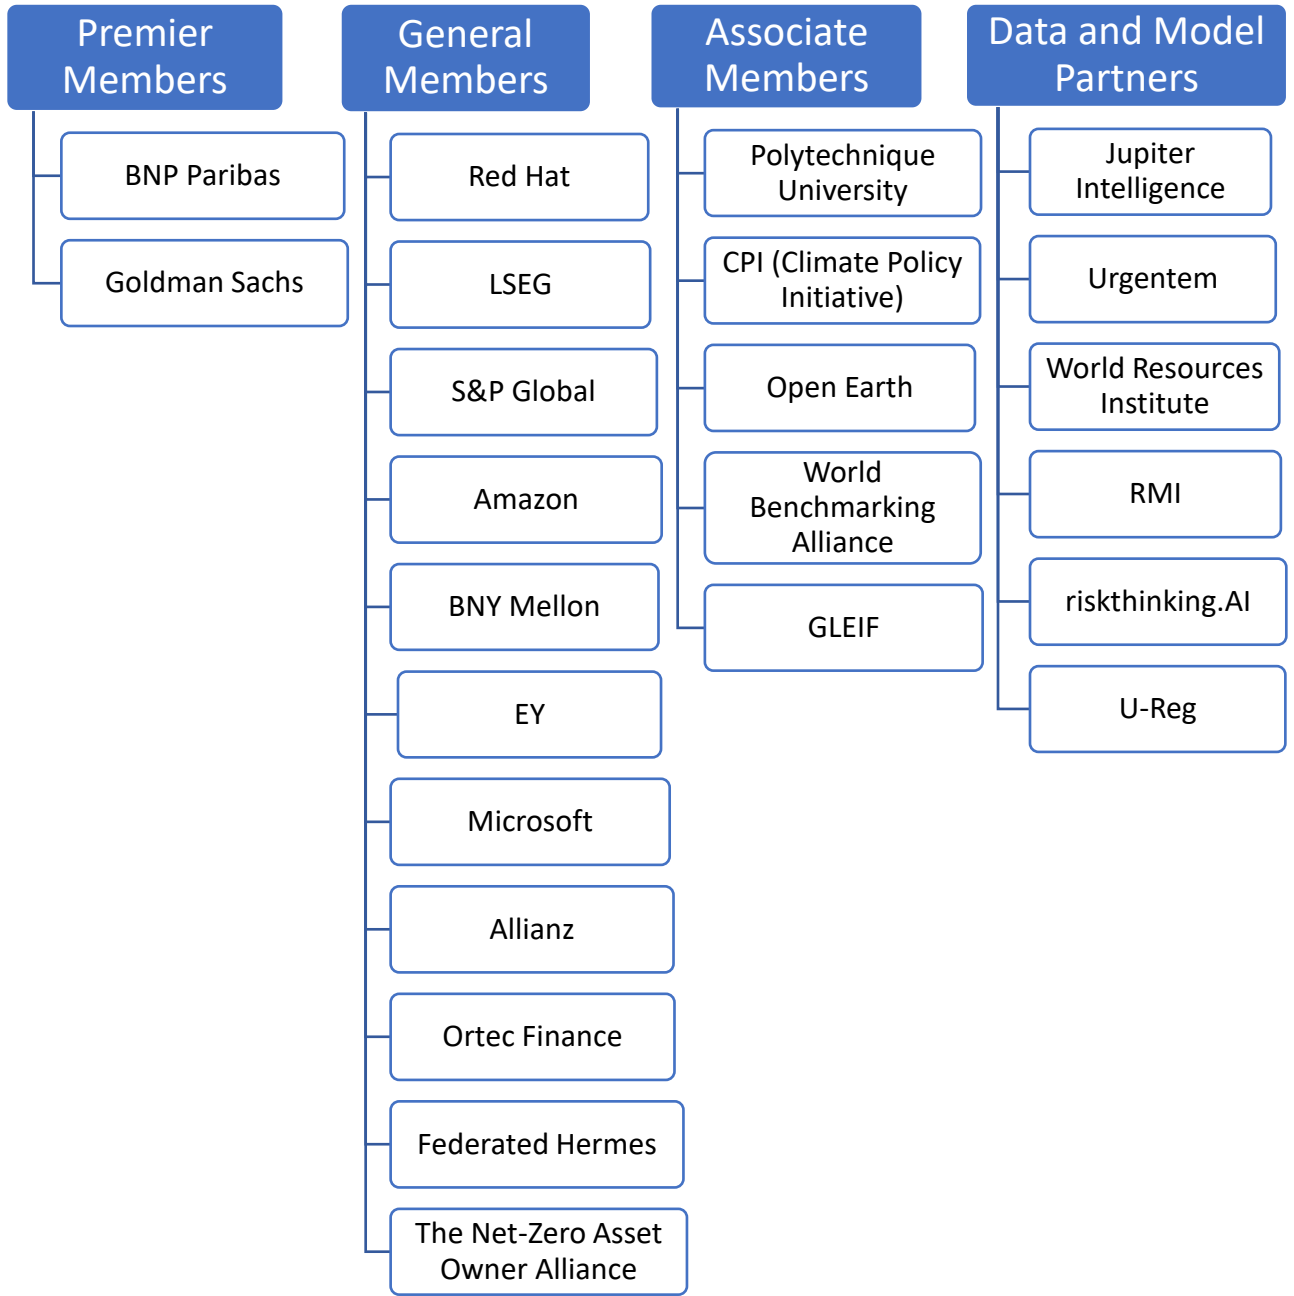 Premier
Members
BNP Paribas
Goldman Sachs
General
Members
Red Hat
LSEG
S&P Global
Amazon
BNY Mellon
EY
Microsoft
Allianz
Ortec Finance
Federated Hermes
The Net-Zero Asset
Owner Alliance
Associate
Members
Polytechnique
University
CPI (Climate Policy
Initiative)
Open Earth
World
Benchmarking
Alliance
GLEIF
Data and Model
Partners
Jupiter
Intelligence
Urgentem
World Resources
Institute
RMI
riskthinking.AI
U-Reg